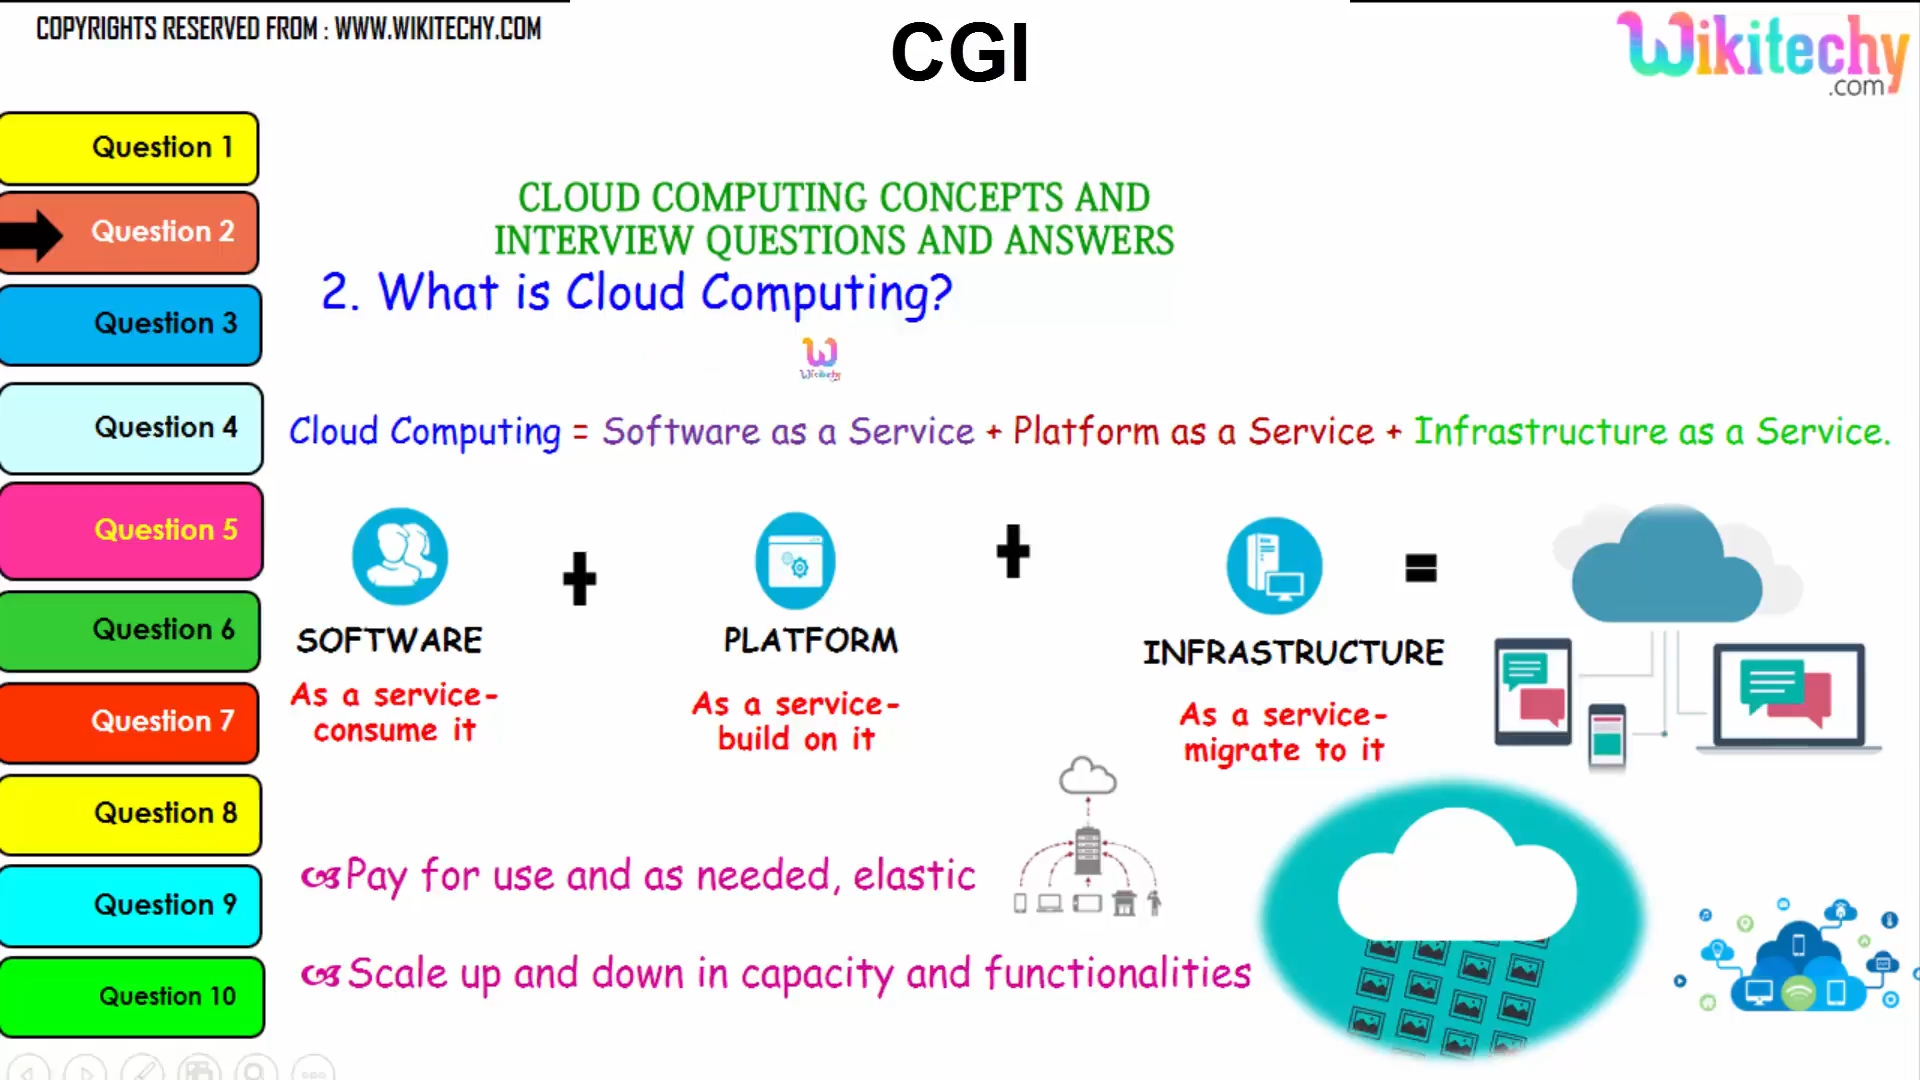 COPYRIGHTS RESERVED FROM : WWW.WIKITECHY.COM
CGI
Wikitechy
.com
Question 1
Question 2
Question 3
Question 4
Question 5
Question 6
Question 7
Question 8
Question 9
Question 10
CLOUD COMPUTING CONCEPTS AND
INTERVIEW QUESTIONS AND ANSWERS
2. What is Cloud Computing?
Wikitechy
Cloud Computing = Software as a Service + Platform as a Service + Infrastructure as a Service.
SOFTWARE
As a service-
consume it
PLATFORM
As a service-
build on it
INFRASTRUCTURE
As a service-
migrate to it
Pay for use and as needed, elastic
Scale up and down in capacity and functionalities